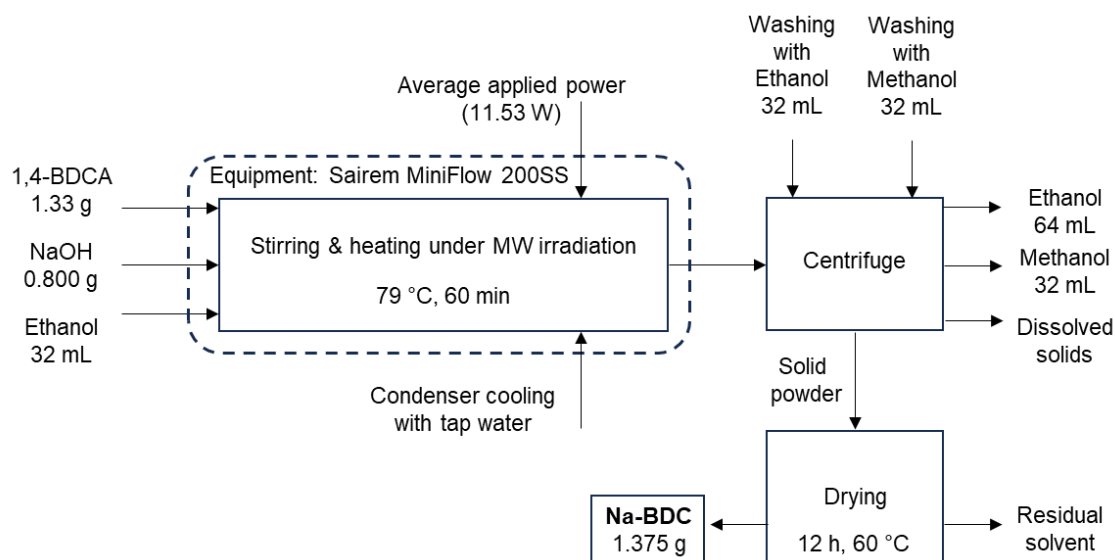 Washing
with
Ethanol
32 mL
Washing
with
Methanol
32 mL
Average applied power
(11.53 W)
1,4-BDCA
1.33 g
NaOH
0.800 g
Ethanol
32 mL
Equipment: Sairem MiniFlow 200SS
Stirring & heating under MW irradiation
79 °C, 60 min
Centrifuge
Ethanol
64 mL
Methanol
32 mL
Dissolved
solids
Condenser cooling
with tap water
Solid
powder
Drying
12 h, 60 °C
Na-BDC
1.375 g
Residual
solvent